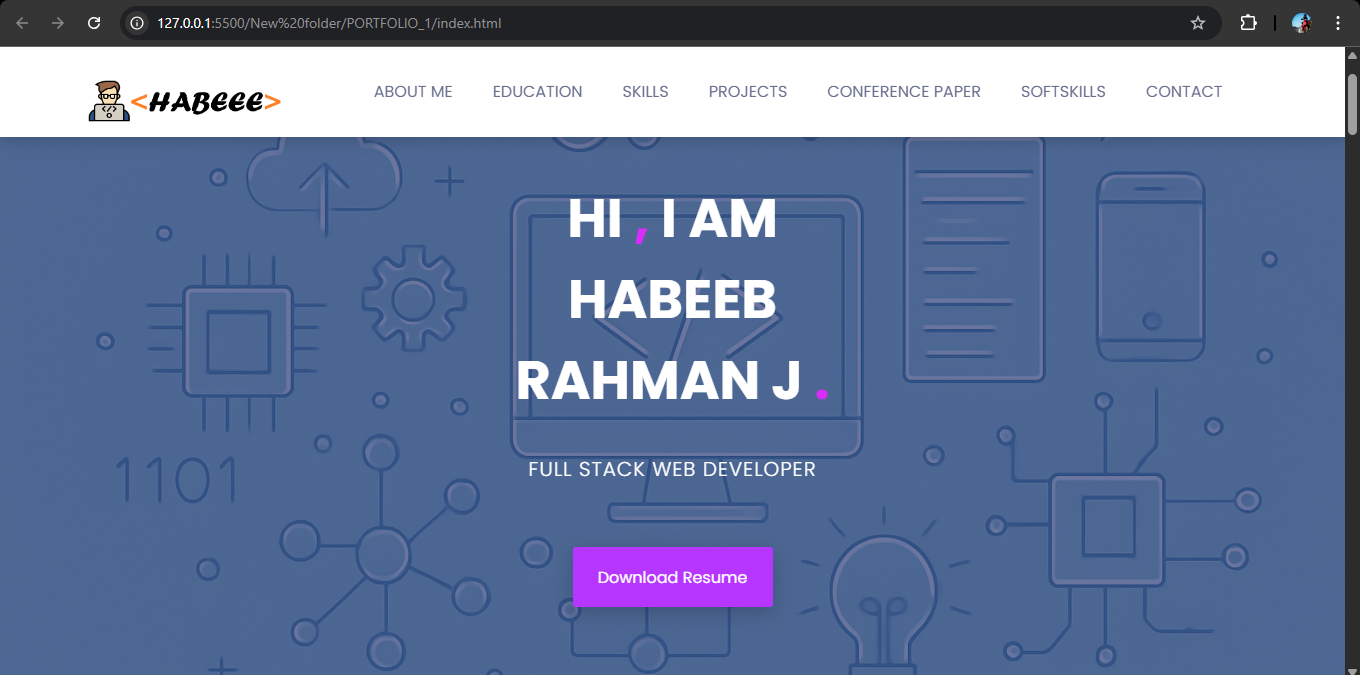 127.0.0.1:5500/New%20folder/PORTFOLIO_1/index.html
</> <HABEEE> ABOUT ME EDUCATION SKILLS PROJECTS CONFERENCE PAPER SOFTSKILLS CONTACT
HI , I AM
HABEEB
RAHMAN J .
FULL STACK WEB DEVELOPER
1101
Download Resume